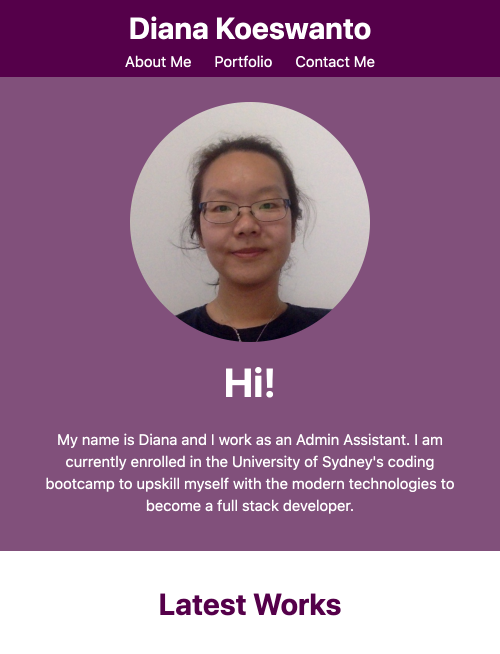 Diana Koeswanto
About Me Portfolio Contact Me
Hi!
My name is Diana and I work as an Admin Assistant. I am
currently enrolled in the University of Sydney's coding
bootcamp to upskill myself with the modern technologies to
become a full stack developer.
Latest Works